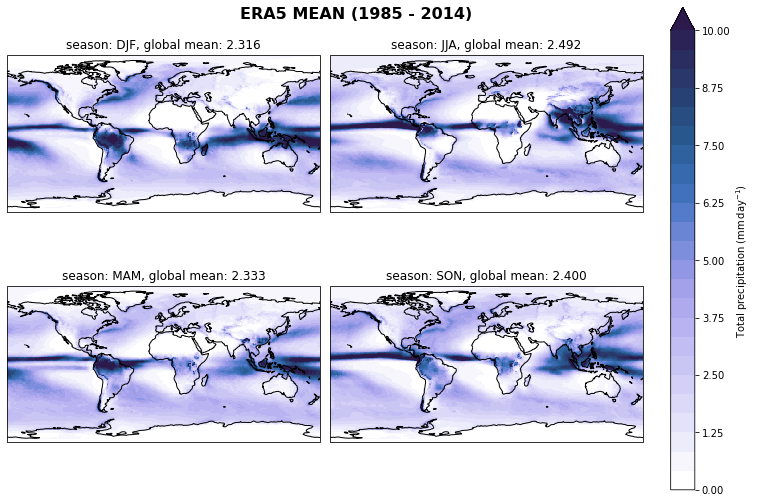 ERA5 MEAN (1985 - 2014)
season: DJF, global mean: 2.316
season: JJA, global mean: 2.492
season: MAM, global mean: 2.333
season: SON, global mean: 2.400
10.00
8.75
7.50
6.25
5.00
3.75
2.50
1.25
0.00
Total precipitation (mm day⁻¹)